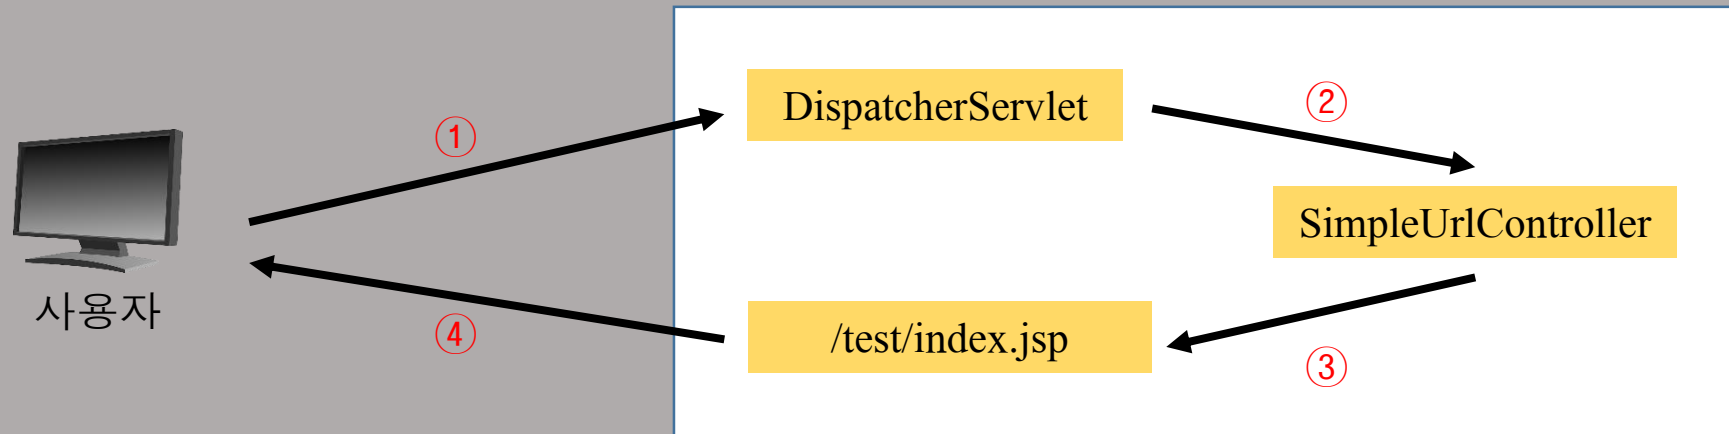 DispatcherServlet
①
②
SimpleUrlController
사용자
④
/test/index.jsp
③